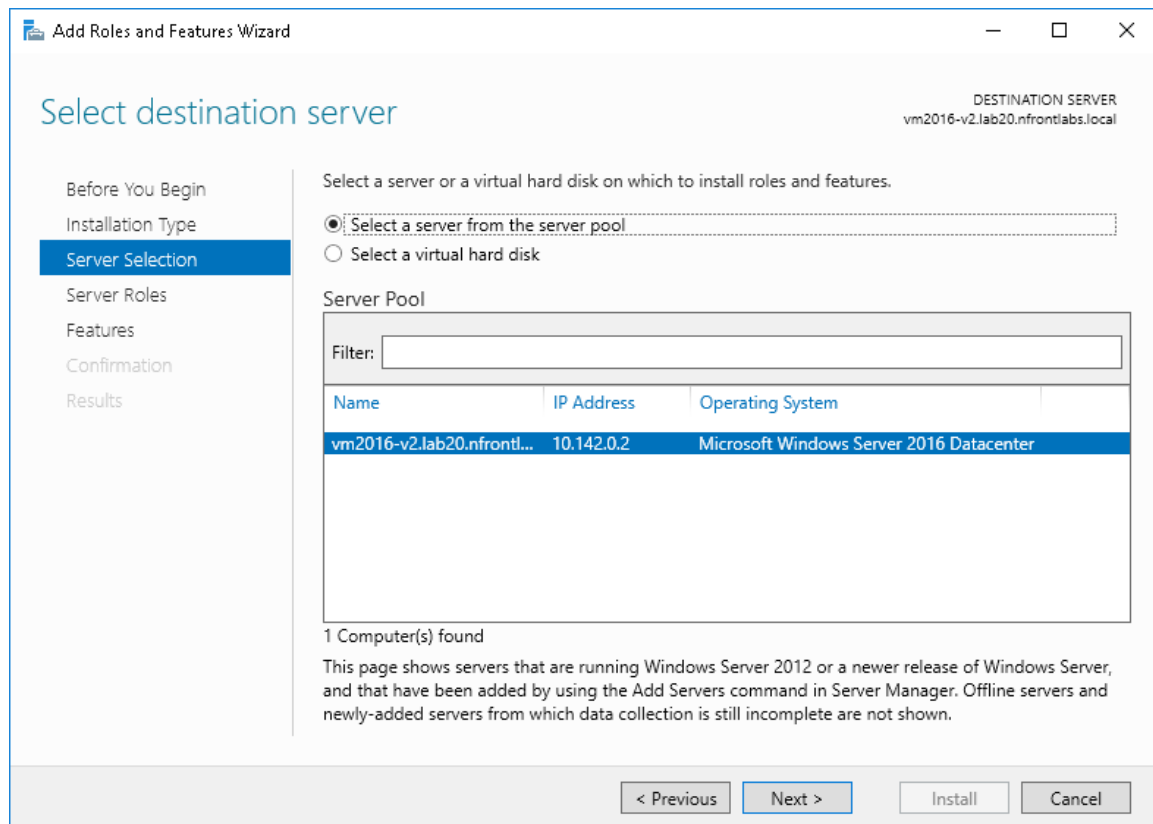 Add Roles and Features Wizard
Select destination server
DESTINATION SERVER
vm2016-v2.lab20.nfrontlabs.local
Before You Begin
Installation Type
Server Selection
Server Roles
Features
Confirmation
Results
Select a server or a virtual hard disk on which to install roles and features.
Select a server from the server pool
Select a virtual hard disk
Server Pool
Filter:
Name IP Address Operating System
vm2016-v2.lab20.nfrontl... 10.142.0.2 Microsoft Windows Server 2016 Datacenter
1 Computer(s) found
This page shows servers that are running Windows Server 2012 or a newer release of Windows Server,
and that have been added by using the Add Servers command in Server Manager. Offline servers and
newly-added servers from which data collection is still incomplete are not shown.
< Previous Next > Install Cancel